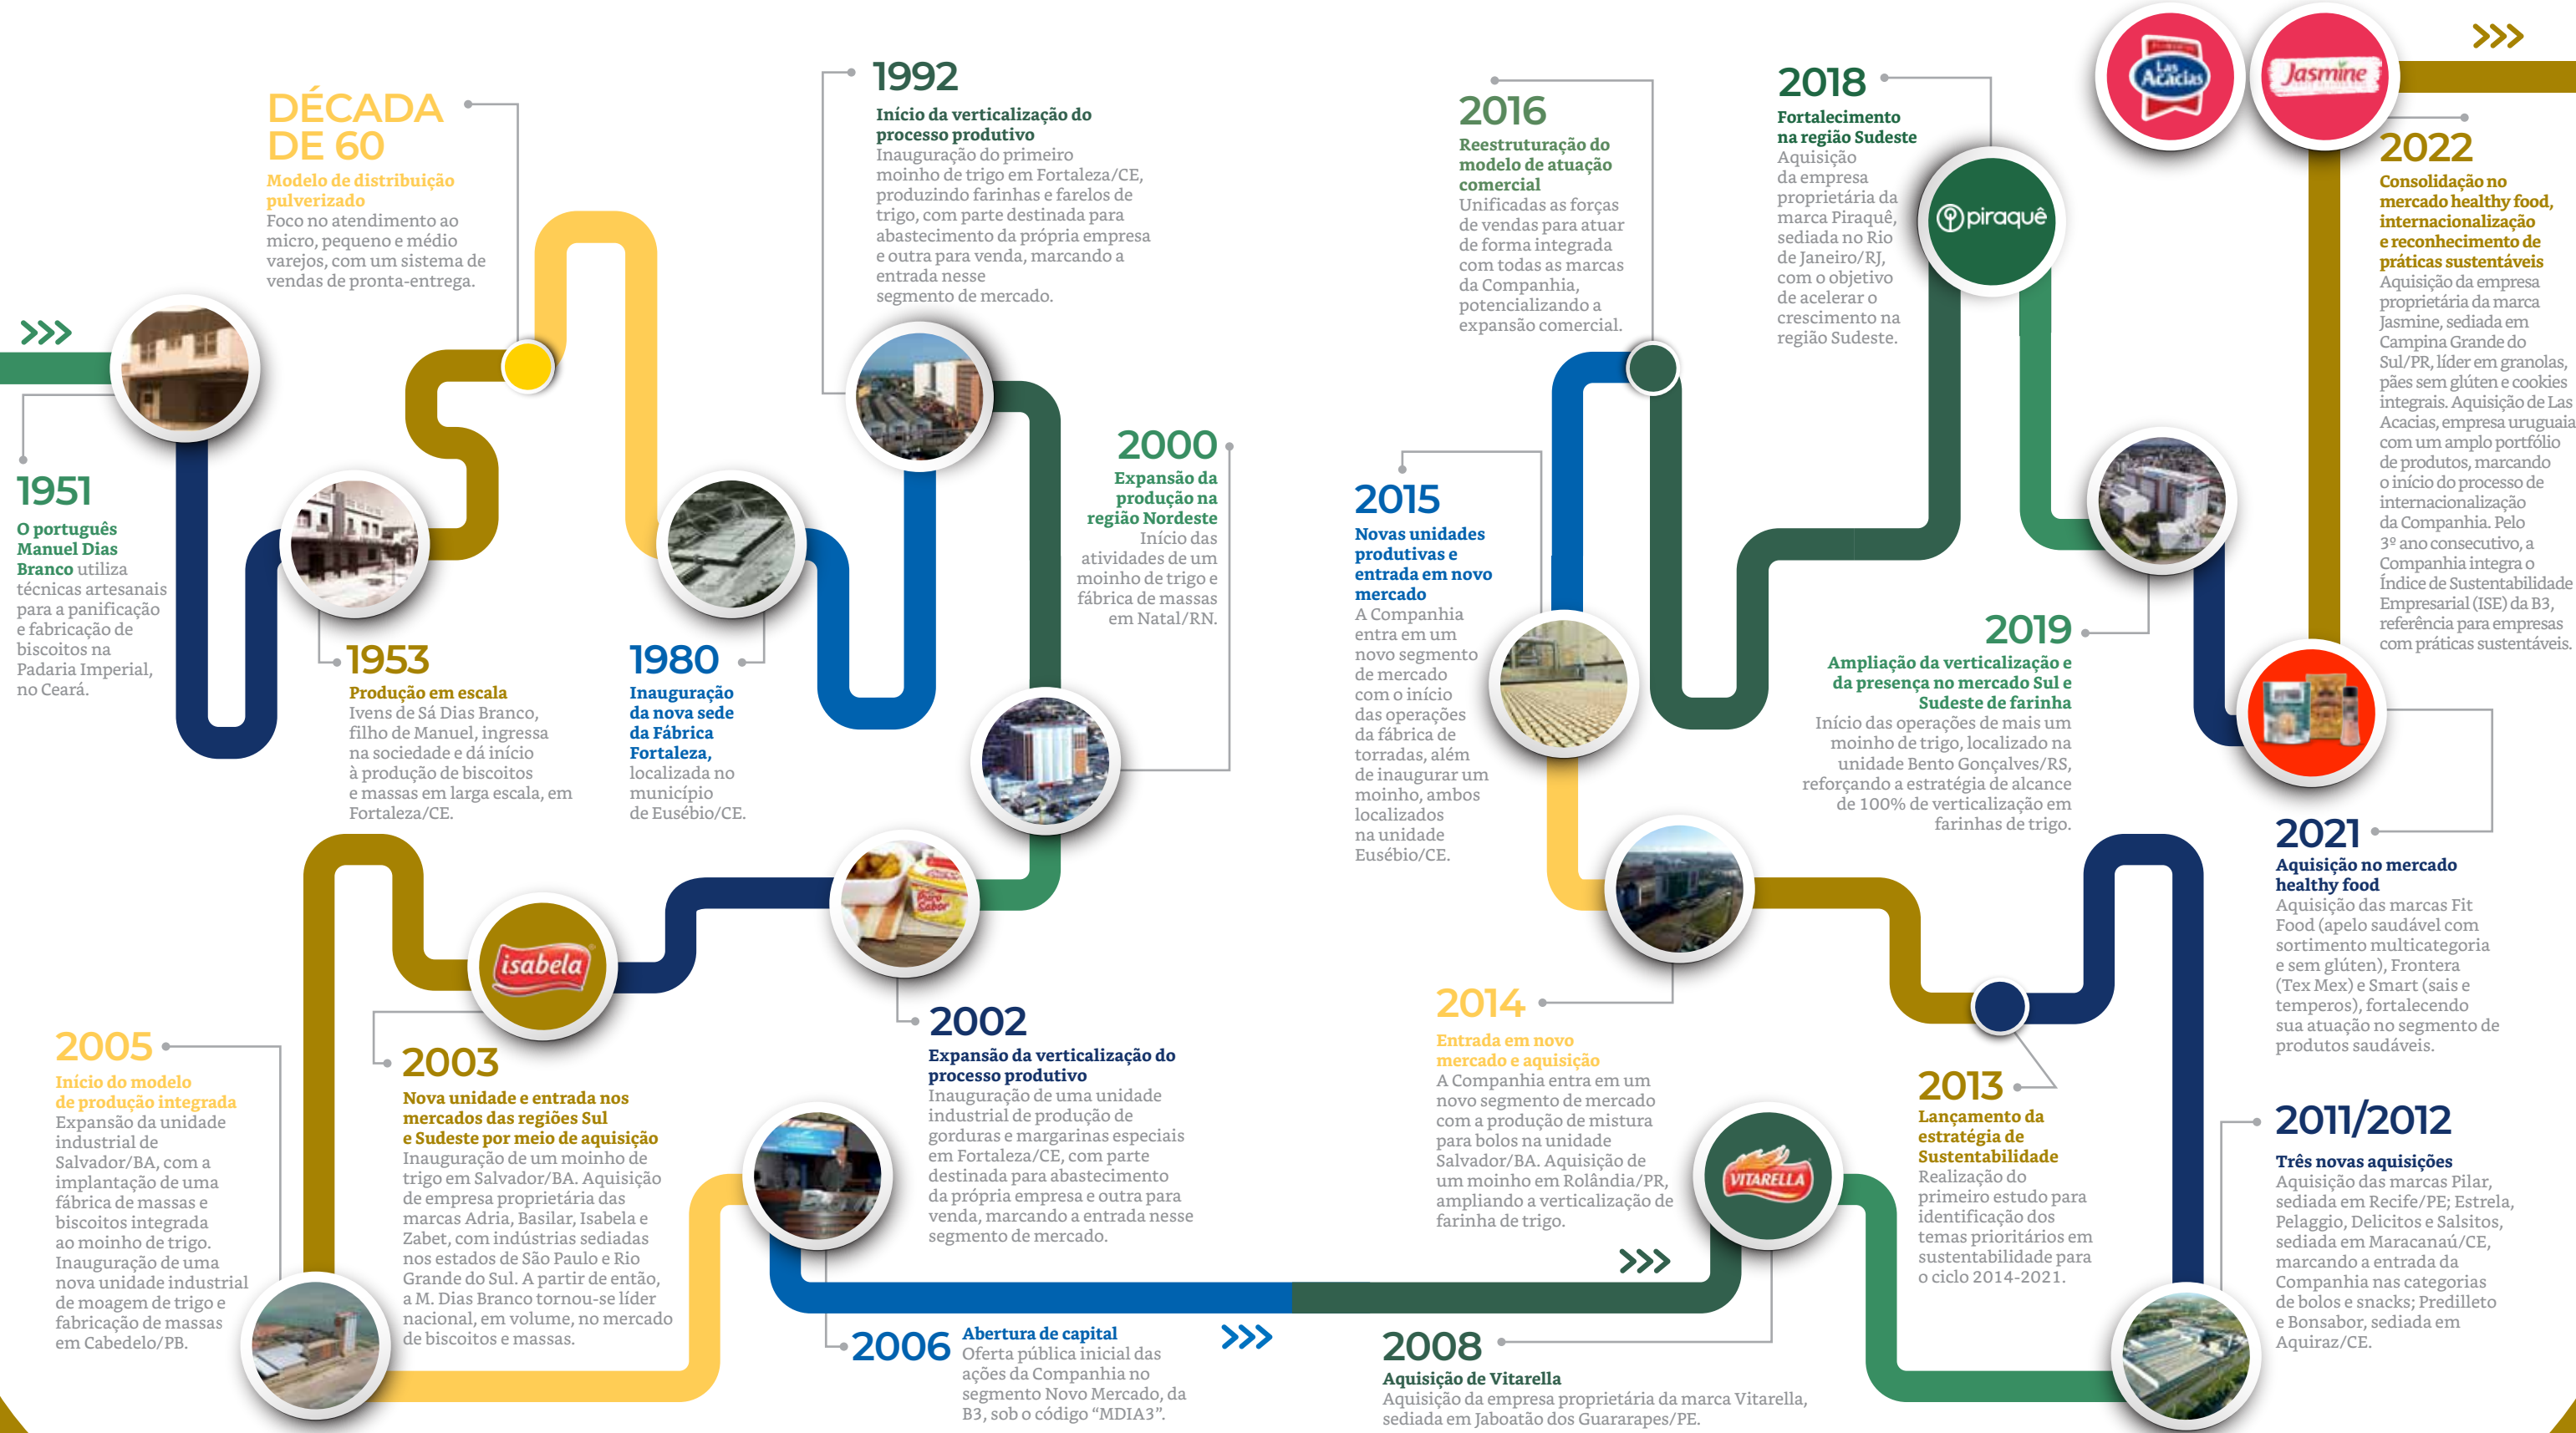 1951
O português
Manuel Dias
Branco utiliza
técnicas artesanais
para a panificação
e fabricação de
biscoitos na
Padaria Imperial,
no Ceará.
1953
Produção em escala
Ivens de Sá Dias Branco,
filho de Manuel, ingressa
na sociedade e dá início
à produção de biscoitos
e massas em larga escala, em
Fortaleza/CE.
DÉCADA
DE 60
Modelo de distribuição
pulverizado
Foco no atendimento ao
micro, pequeno e médio
varejos, com um sistema de
vendas de pronta-entrega.
1980
Inauguração
da nova sede
da Fábrica
Fortaleza,
localizada no
município
de Eusébio/CE.
1992
Início da verticalização do
processo produtivo
Inauguração do primeiro
moinho de trigo em Fortaleza/CE,
produzindo farinhas e farelos de
trigo, com parte destinada para
abastecimento da própria empresa
e outra para venda, marcando a
entrada nesse
segmento de mercado.
2000
Expansão da
produção na
região Nordeste
Início das
atividades de um
moinho de trigo e
fábrica de massas
em Natal/RN.
Puro
Sabor
2002
Expansão da verticalização do
processo produtivo
Inauguração de uma unidade
industrial de produção de
gorduras e margarinas especiais
em Fortaleza/CE, com parte
destinada para abastecimento
da própria empresa e outra para
venda, marcando a entrada nesse
segmento de mercado.
isabela
2003
Nova unidade e entrada nos
mercados das regiões Sul
e Sudeste por meio de aquisição
Inauguração de um moinho de
trigo em Salvador/BA. Aquisição
de empresa proprietária das
marcas Adria, Basilar, Isabela e
Zabet, com indústrias sediadas
nos estados de São Paulo e Rio
Grande do Sul. A partir de então,
a M. Dias Branco tornou-se líder
nacional, em volume, no mercado
de biscoitos e massas.
2005
Início do modelo
de produção integrada
Expansão da unidade
industrial de
Salvador/BA, com a
implantação de uma
fábrica de massas e
biscoitos integrada
ao moinho de trigo.
Inauguração de uma
nova unidade industrial
de moagem de trigo e
fabricação de massas
em Cabedelo/PB.
2006
Abertura de capital
Oferta pública inicial das
ações da Companhia no
segmento Novo Mercado, da
B3, sob o código “MDIA3”.
VITARELLA
2008
Aquisição de Vitarella
Aquisição da empresa proprietária da marca Vitarella,
sediada em Jaboatão dos Guararapes/PE.
2011/2012
Três novas aquisições
Aquisição das marcas Pilar,
sediada em Recife/PE; Estrela,
Pelaggio, Delicitos e Salsitos,
sediada em Maracanaú/CE,
marcando a entrada da
Companhia nas categorias
de bolos e snacks; Predilleto
e Bonsabor, sediada em
Aquiraz/CE.
2013
Lançamento da
estratégia de
Sustentabilidade
Realização do
primeiro estudo para
identificação dos
temas prioritários em
sustentabilidade para
o ciclo 2014-2021.
2014
Entrada em novo
mercado e aquisição
A Companhia entra em um
novo segmento de mercado
com a produção de mistura
para bolos na unidade
Salvador/BA. Aquisição de
um moinho em Rolândia/PR,
ampliando a verticalização de
farinha de trigo.
2015
Novas unidades
produtivas e
entrada em novo
mercado
A Companhia
entra em um
novo segmento
de mercado
com o início
das operações
da fábrica de
torradas, além
de inaugurar um
moinho, ambos
localizados
na unidade
Eusébio/CE.
2016
Reestruturação do
modelo de atuação
comercial
Unificadas as forças
de vendas para atuar
de forma integrada
com todas as marcas
da Companhia,
potencializando a
expansão comercial.
2018
Fortalecimento
na região Sudeste
Aquisição
da empresa
proprietária da
marca Piraquê,
sediada no Rio
de Janeiro/RJ,
com o objetivo
de acelerar o
crescimento na
região Sudeste.
piraquê
2019
Ampliação da verticalização e
da presença no mercado Sul e
Sudeste de farinha
Início das operações de mais um
moinho de trigo, localizado na
unidade Bento Gonçalves/RS,
reforçando a estratégia de alcance
de 100% de verticalização em
farinhas de trigo.
2021
Aquisição no mercado
healthy food
Aquisição das marcas Fit
Food (apelo saudável com
sortimento multicategoria
e sem glúten), Frontera
(Tex Mex) e Smart (sais e
temperos), fortalecendo
sua atuação no segmento de
produtos saudáveis.
Las
Acacias
Jasmine
2022
Consolidação no
mercado healthy food,
internacionalização
e reconhecimento de
práticas sustentáveis
Aquisição da empresa
proprietária da marca
Jasmine, sediada em
Campina Grande do
Sul/PR, líder em granolas,
pães sem glúten e cookies
integrais. Aquisição de Las
Acacias, empresa uruguaia
com um amplo portfólio
de produtos, marcando
o início do processo de
internacionalização
da Companhia. Pelo
3º ano consecutivo, a
Companhia integra o
Índice de Sustentabilidade
Empresarial (ISE) da B3,
referência para empresas
com práticas sustentáveis.